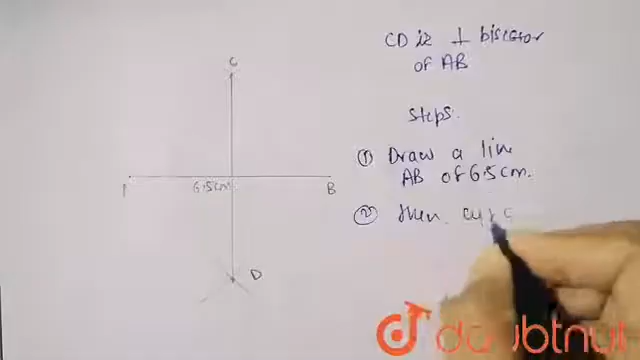 CD is ⊥ bisector
of AB
C
Steps.
① Draw a line
AB of 6.5cm.
6.5cm
B
② then
D
doubtnut